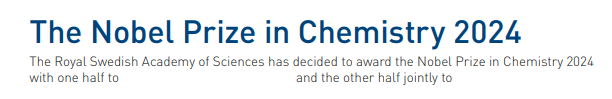 The Nobel Prize in Chemistry 2024
The Royal Swedish Academy of Sciences has decided to award the Nobel Prize in Chemistry 2024
with one half to and the other half jointly to